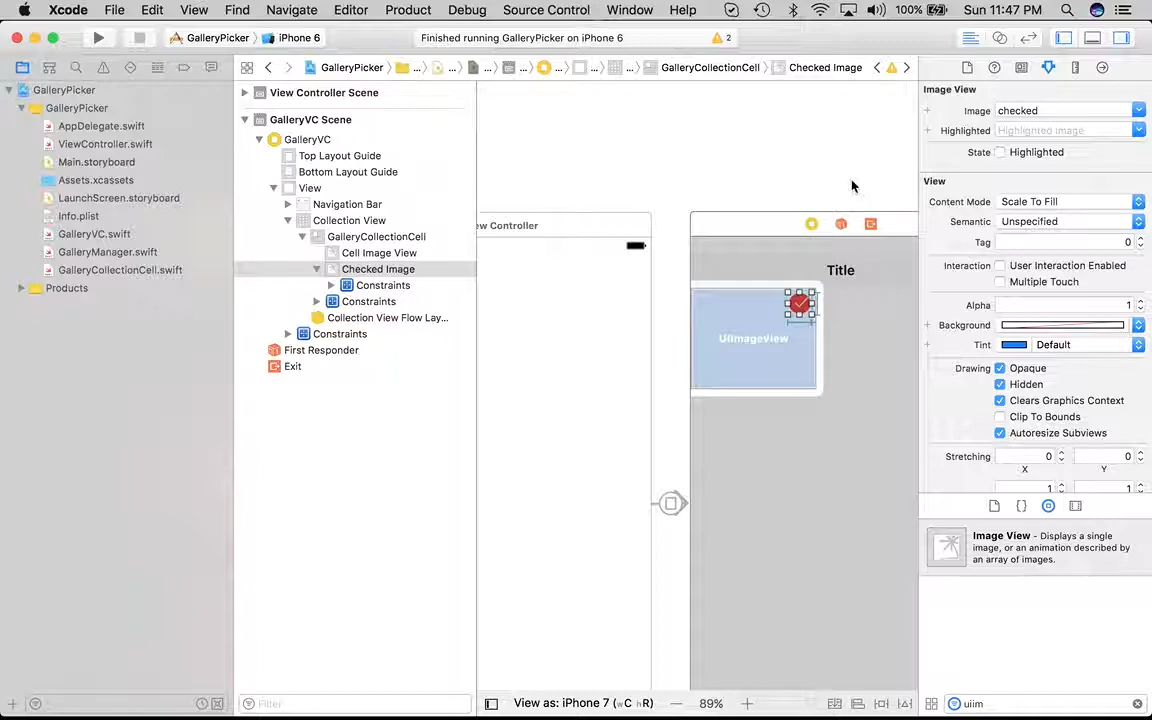 Xcode File Edit View Find Navigate Editor Product Debug Source Control Window Help 100% Sun 11:47 PM
GalleryPicker iPhone 6 Finished running GalleryPicker on iPhone 6 2
GalleryPicker ... ... ... ... ... ... ... GalleryCollectionCell Checked Image
GalleryPicker
GalleryPicker
AppDelegate.swift
ViewController.swift
Main.storyboard
Assets.xcassets
LaunchScreen.storyboard
Info.plist
GalleryVC.swift
GalleryManager.swift
GalleryCollectionCell.swift
Products
View Controller Scene
GalleryVC Scene
GalleryVC
Top Layout Guide
Bottom Layout Guide
View
Navigation Bar
Collection View
GalleryCollectionCell
Cell Image View
Checked Image
Constraints
Constraints
Collection View Flow Lay...
Constraints
First Responder
Exit
Filter
ew Controller
Title
UIImageView
View as: iPhone 7 (wC hR) 89%
Image View
Image checked
Highlighted Highlighted Image
State Highlighted
View
Content Mode Scale To Fill
Semantic Unspecified
Tag 0
Interaction User Interaction Enabled
Multiple Touch
Alpha 1
Background
Tint Default
Drawing Opaque
Hidden
Clears Graphics Context
Clip To Bounds
Autoresize Subviews
Stretching 0 0
X Y
1 1
Image View - Displays a single
image, or an animation described by
an array of images.
uiim